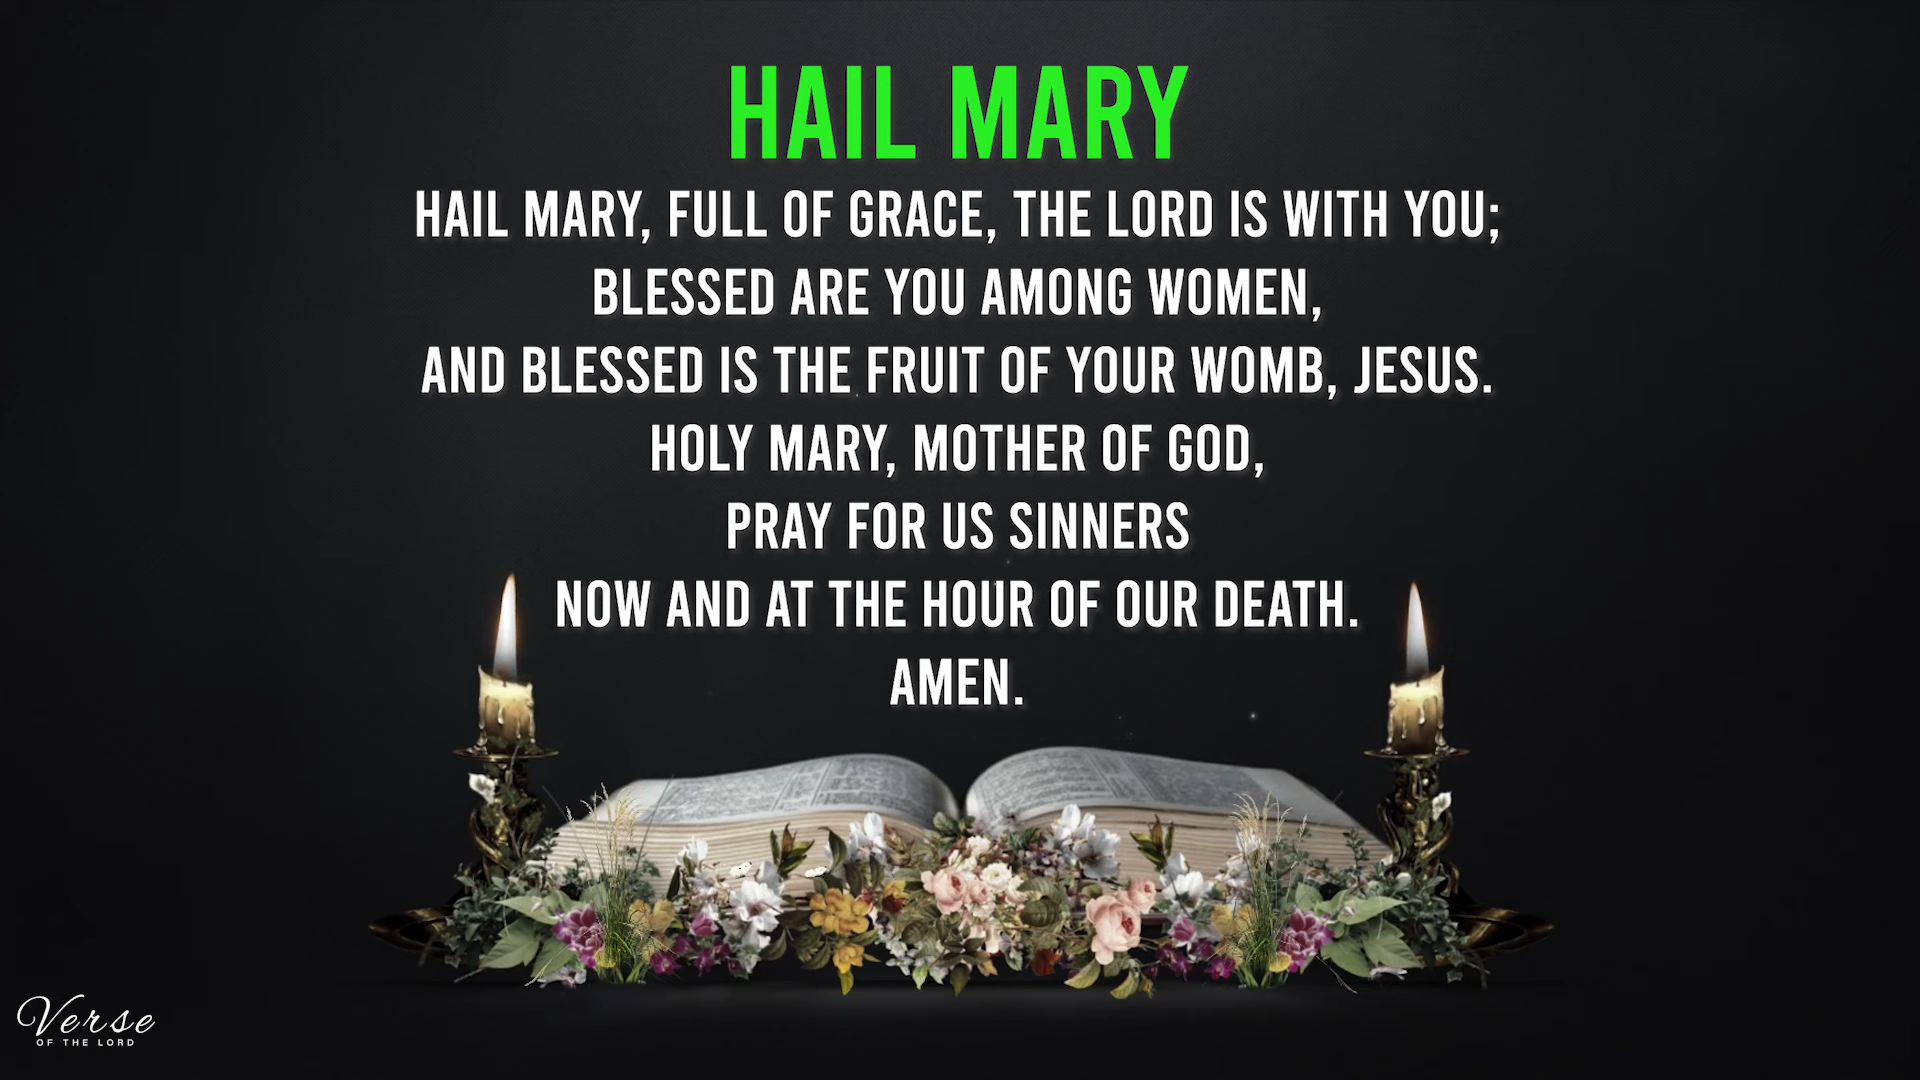 HAIL MARY
HAIL MARY, FULL OF GRACE, THE LORD IS WITH YOU;
BLESSED ARE YOU AMONG WOMEN,
AND BLESSED IS THE FRUIT OF YOUR WOMB, JESUS.
HOLY MARY, MOTHER OF GOD,
PRAY FOR US SINNERS
NOW AND AT THE HOUR OF OUR DEATH.
AMEN.
Verse
OF THE LORD